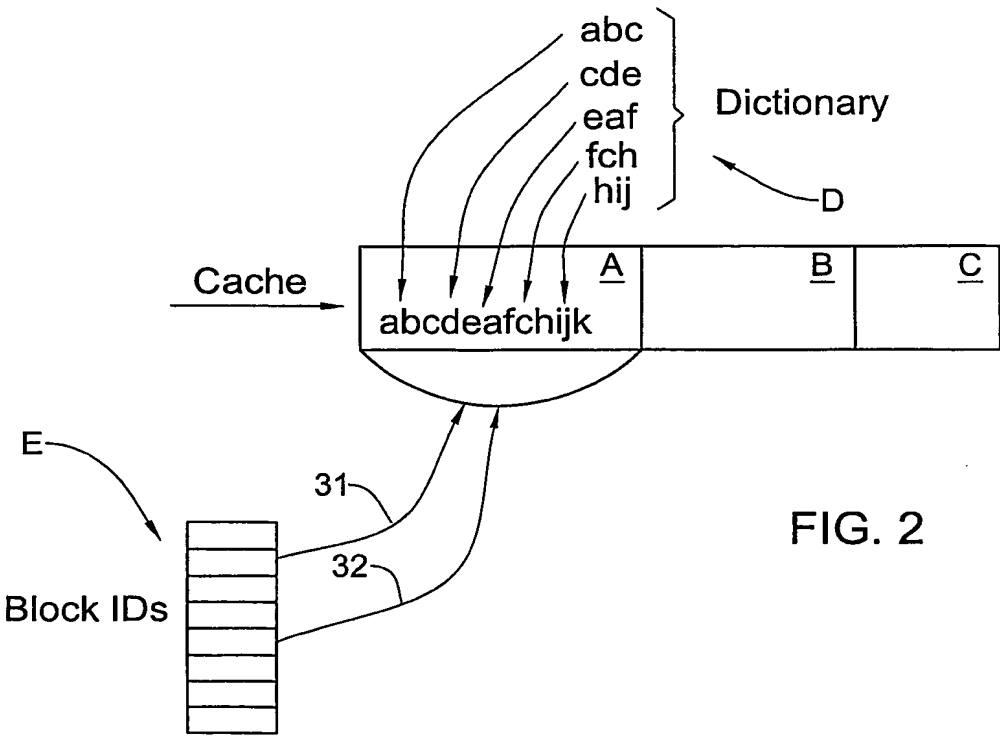 abc
cde
eaf
fch
hij
Dictionary
D
Cache
A
B
C
abcdeafchijk
E
31
32
FIG. 2
Block IDs